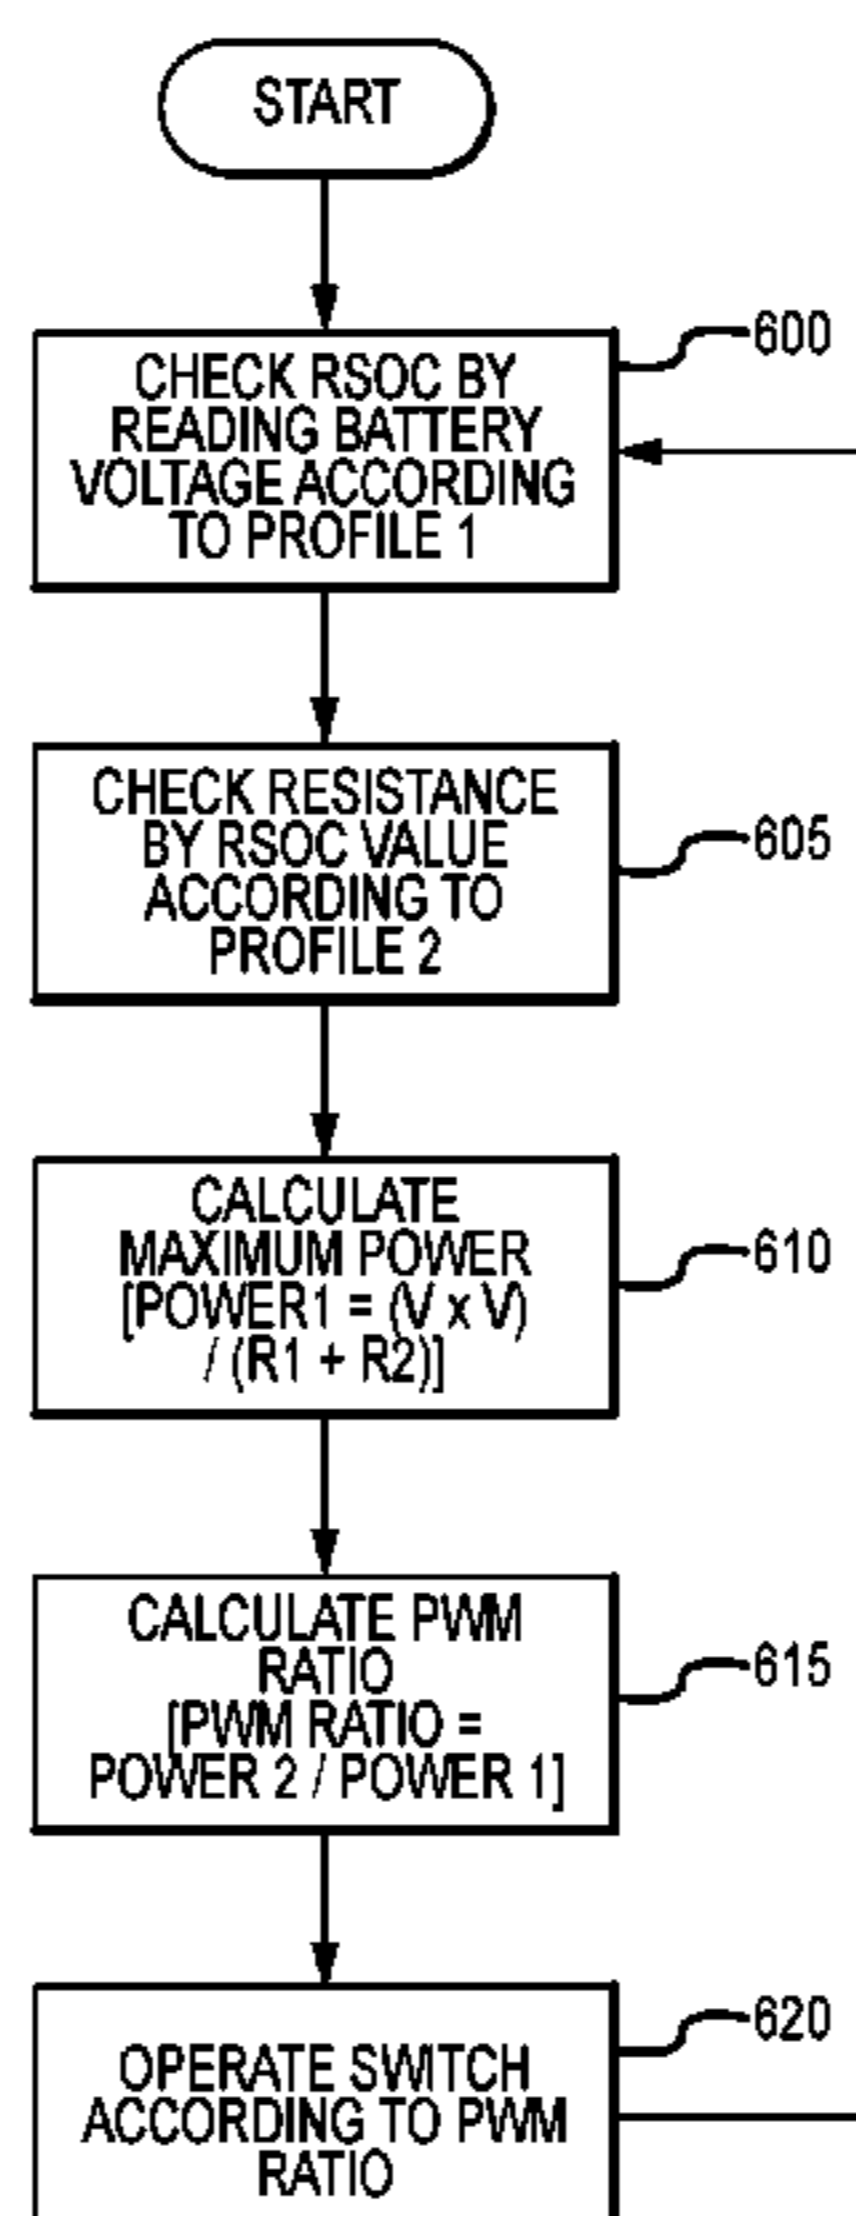 START
600
CHECK RSOC BY
READING BATTERY
VOLTAGE ACCORDING
TO PROFILE 1
605
CHECK RESISTANCE
BY RSOC VALUE
ACCORDING TO
PROFILE 2
610
CALCULATE
MAXIMUM POWER
[POWER1 = (V x V)
/ (R1 + R2)]
615
CALCULATE PWM
RATIO
[PWM RATIO =
POWER 2 / POWER 1]
620
OPERATE SWITCH
ACCORDING TO PWM
RATIO